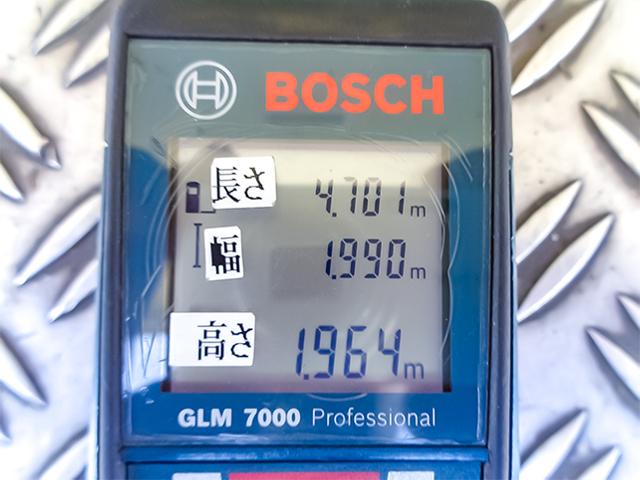 BOSCH
長さ 4.701m
幅 1.990m
高さ 1.964m
GLM 7000 Professional